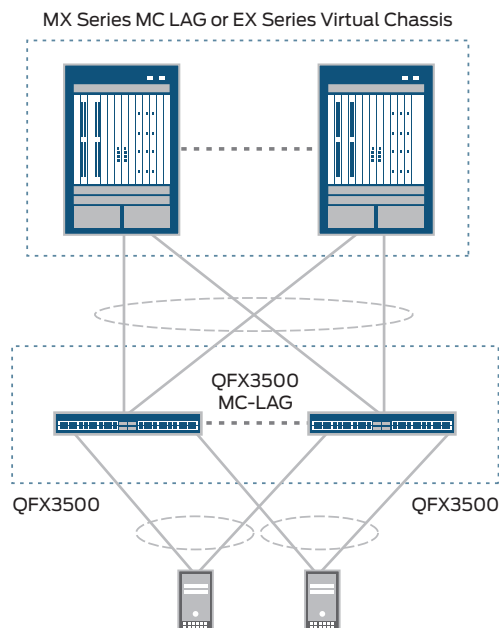 MX Series MC LAG or EX Series Virtual Chassis
QFX3500
MC-LAG
QFX3500
QFX3500